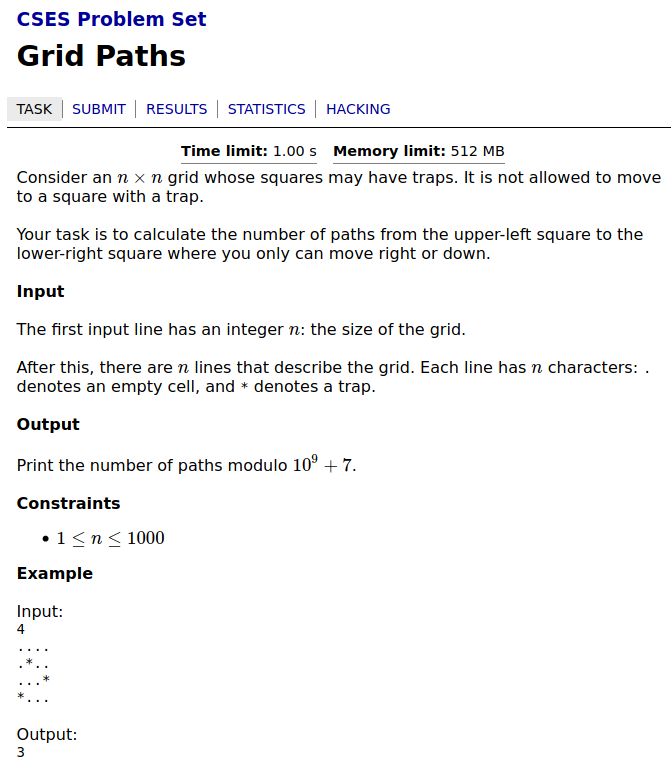 CSES Problem Set
Grid Paths
TASK | SUBMIT | RESULTS | STATISTICS | HACKING
Time limit: 1.00 s Memory limit: 512 MB
Consider an n × n grid whose squares may have traps. It is not allowed to move
to a square with a trap.
Your task is to calculate the number of paths from the upper-left square to the
lower-right square where you only can move right or down.
Input
The first input line has an integer n: the size of the grid.
After this, there are n lines that describe the grid. Each line has n characters: .
denotes an empty cell, and * denotes a trap.
Output
Print the number of paths modulo 10⁹ + 7.
Constraints
• 1 ≤ n ≤ 1000
Example
Input:
4
....
.*..
...*
*...
Output:
3